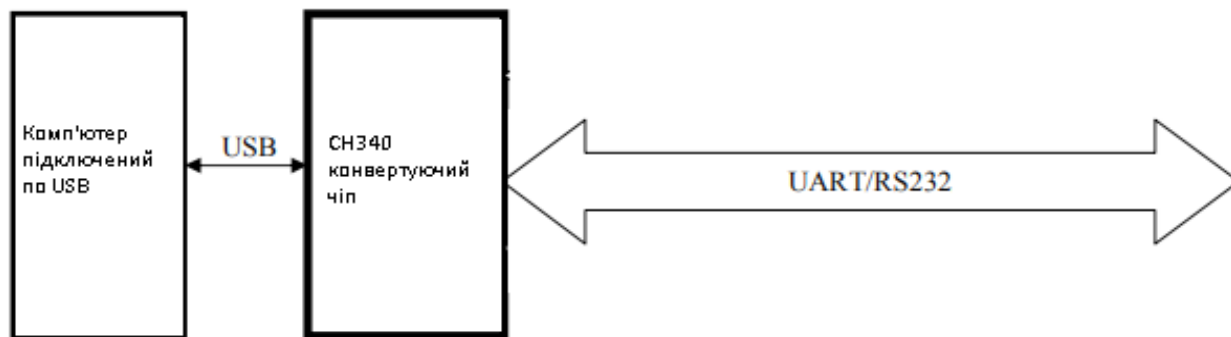 Комп'ютер
підключений
по USB
USB
CH340
конвертуючий
чіп
UART/RS232